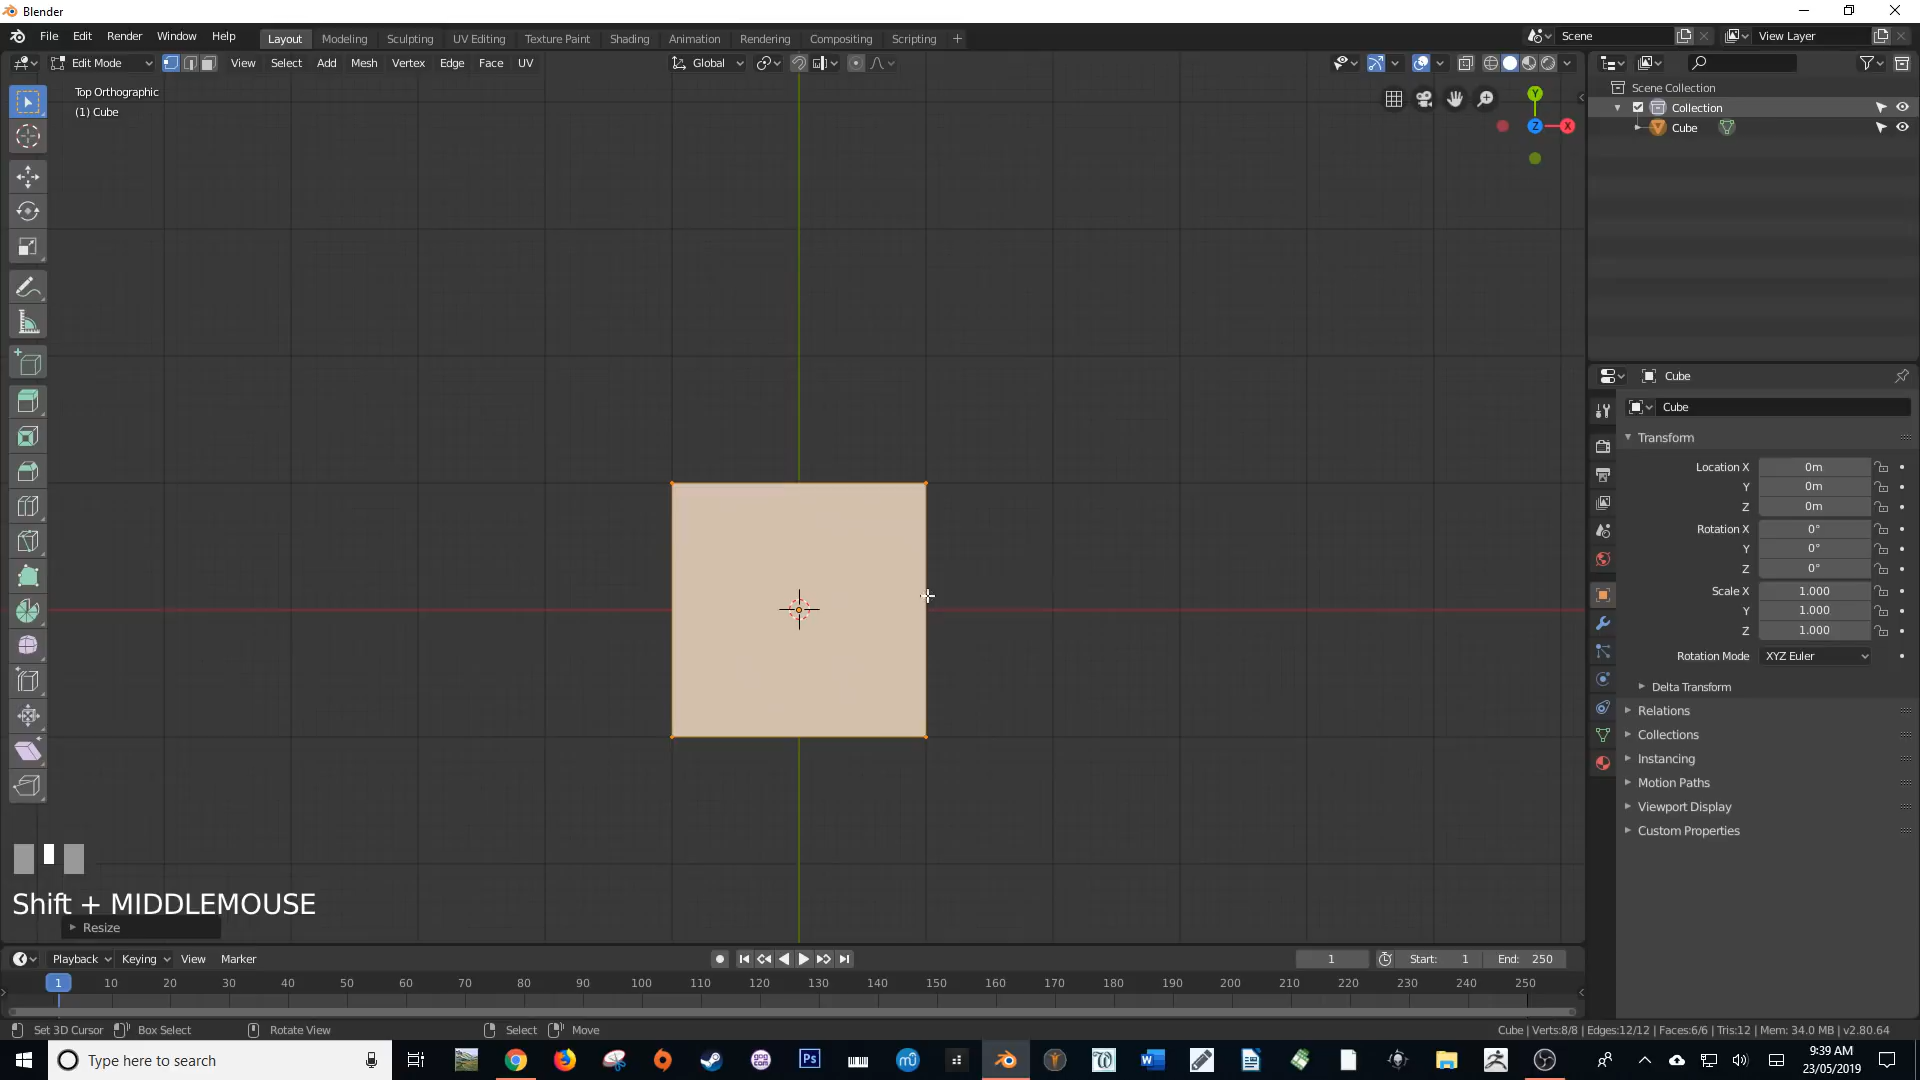 Blender
File Edit Render Window Help
Layout Modeling Sculpting UV Editing Texture Paint Shading Animation Rendering Compositing Scripting +
Scene
View Layer
Edit Mode
View Select Add Mesh Vertex Edge Face UV
Global
Top Orthographic
(1) Cube
Y
Z
X
Scene Collection
Collection
Cube
Cube
Cube
Transform
Location X 0m
Y 0m
Z 0m
Rotation X 0°
Y 0°
Z 0°
Scale X 1.000
Y 1.000
Z 1.000
Rotation Mode XYZ Euler
Delta Transform
Relations
Collections
Instancing
Motion Paths
Viewport Display
Custom Properties
Shift + MIDDLEMOUSE
Resize
Playback Keying View Marker
1
Start: 1
End: 250
1 10 20 30 40 50 60 70 80 90 100 110 120 130 140 150 160 170 180 190 200 210 220 230 240 250
Set 3D Cursor Box Select Rotate View Select Move
Cube | Verts:8/8 | Edges:12/12 | Faces:6/6 | Tris:12 | Mem: 34.0 MB | v2.80.64
Type here to search
Ps
9:39 AM
23/05/2019